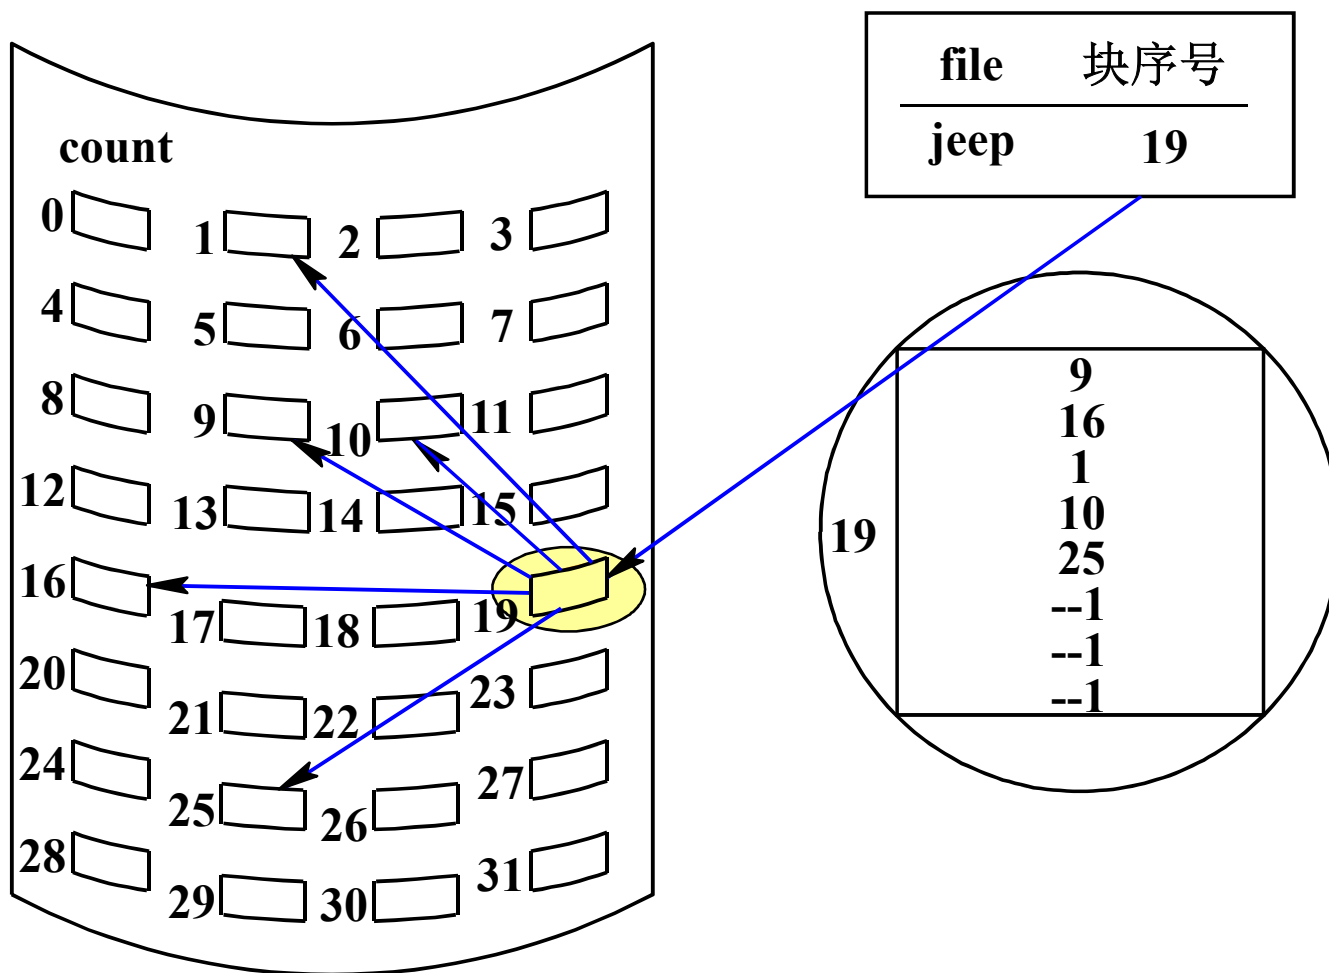 file 块序号
jeep 19
count
0 1 2 3
4 5 6 7
8 9 10 11
12 13 14 15
16 17 18 19
20 21 22 23
24 25 26 27
28 29 30 31
19
9
16
1
10
25
--1
--1
--1